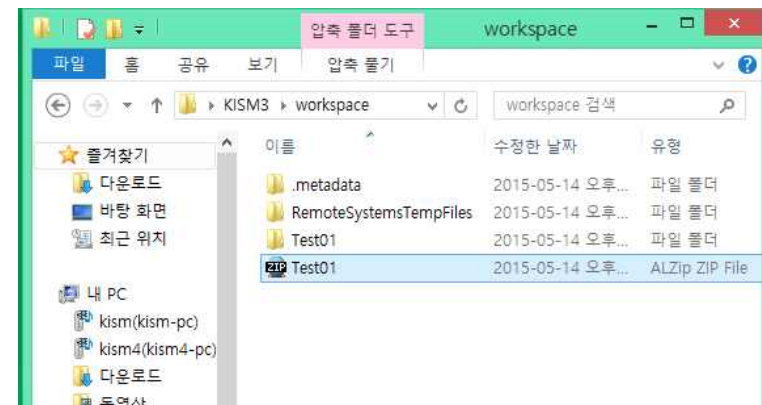 압축 폴더 도구 workspace
파일 홈 공유 보기 압축 풀기
KISM3 workspace workspace 검색
이름 수정한 날짜 유형
즐겨찾기
다운로드
바탕 화면
최근 위치
.metadata 2015-05-14 오후... 파일 폴더
RemoteSystemsTempFiles 2015-05-14 오후... 파일 폴더
Test01 2015-05-14 오후... 파일 폴더
ZIP Test01 2015-05-14 오후... ALZip ZIP File
내 PC
kism(kism-pc)
kism4(kism4-pc)
다운로드
동영상